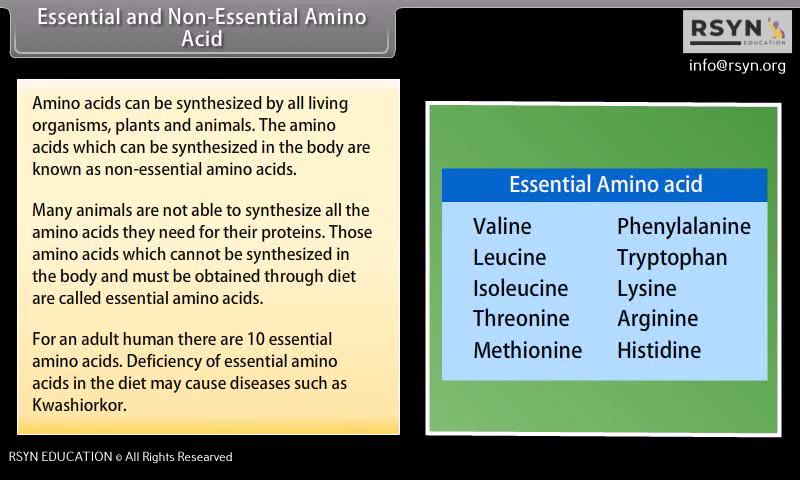 Essential and Non-Essential Amino
Acid
RSYN
EDUCATION
info@rsyn.org
Amino acids can be synthesized by all living
organisms, plants and animals. The amino
acids which can be synthesized in the body are
known as non-essential amino acids.
Many animals are not able to synthesize all the
amino acids they need for their proteins. Those
amino acids which cannot be synthesized in
the body and must be obtained through diet
are called essential amino acids.
For an adult human there are 10 essential
amino acids. Deficiency of essential amino
acids in the diet may cause diseases such as
Kwashiorkor.
Essential Amino acid
Valine Phenylalanine
Leucine Tryptophan
Isoleucine Lysine
Threonine Arginine
Methionine Histidine
RSYN EDUCATION © All Rights Researved